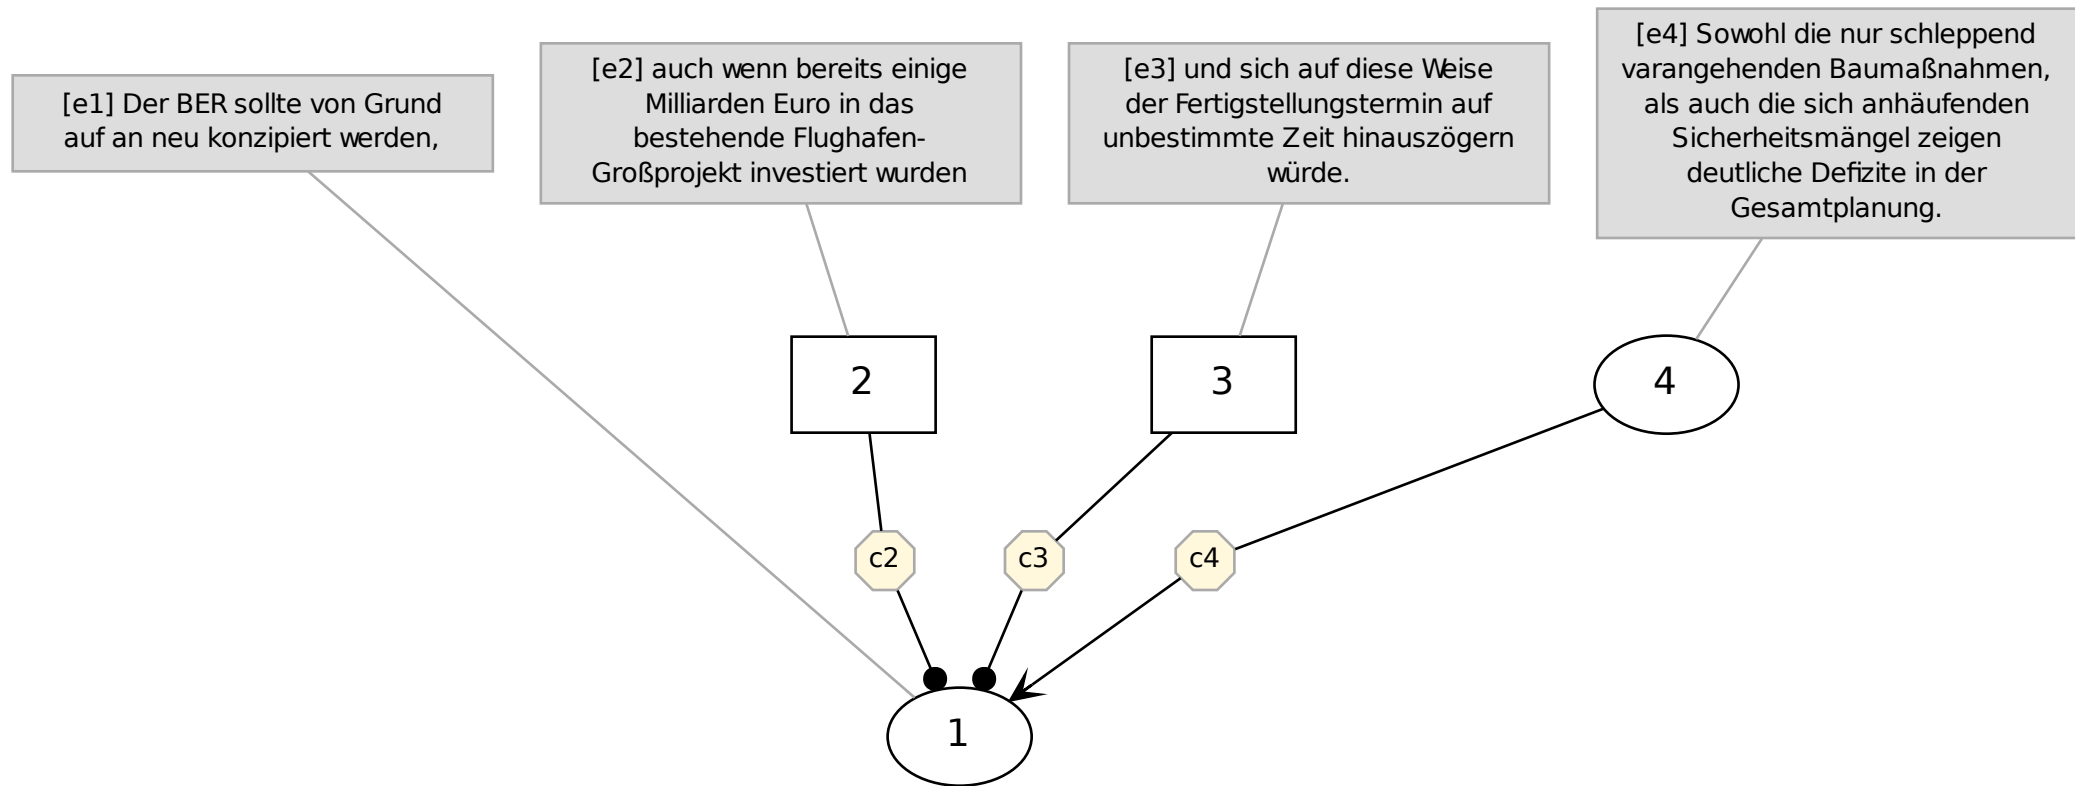 [e1] Der BER sollte von Grund
auf an neu konzipiert werden,
[e2] auch wenn bereits einige
Milliarden Euro in das
bestehende Flughafen-
Großprojekt investiert wurden
[e3] und sich auf diese Weise
der Fertigstellungstermin auf
unbestimmte Zeit hinauszögern
würde.
[e4] Sowohl die nur schleppend
varangehenden Baumaßnahmen,
als auch die sich anhäufenden
Sicherheitsmängel zeigen
deutliche Defizite in der
Gesamtplanung.
2
3
4
c2
c3
c4
1